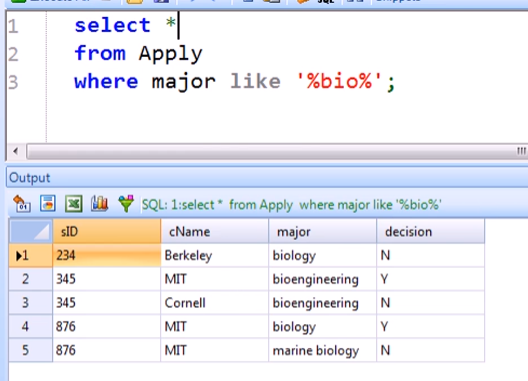 1 select *
2 from Apply
3 where major like '%bio%';
Output
SQL: 1:select * from Apply where major like '%bio%'
sID cName major decision
1 234 Berkeley biology N
2 345 MIT bioengineering Y
3 345 Cornell bioengineering N
4 876 MIT biology Y
5 876 MIT marine biology N